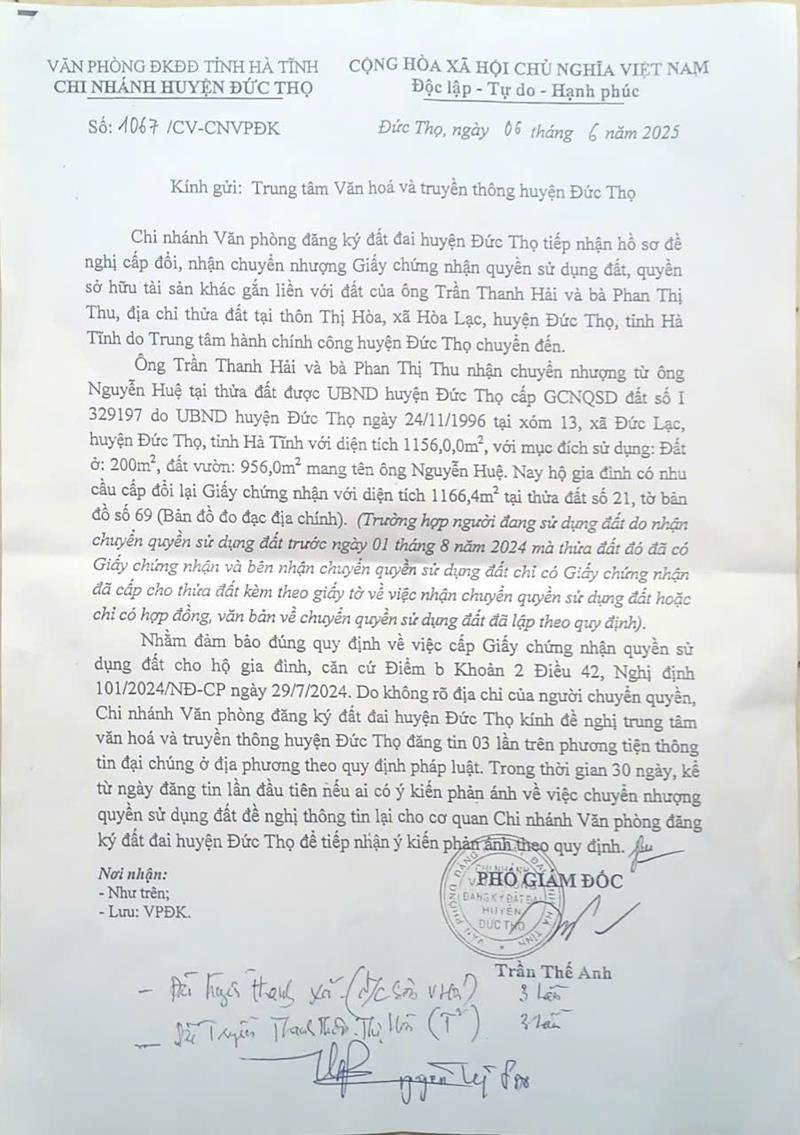 VĂN PHÒNG ĐKĐĐ TỈNH HÀ TĨNH
CHI NHÁNH HUYỆN ĐỨC THỌ
CỘNG HÒA XÃ HỘI CHỦ NGHĨA VIỆT NAM
Độc lập - Tự do - Hạnh phúc
Số: 1067 /CV-CNVPĐK
Đức Thọ, ngày 06 tháng 6 năm 2025
Kính gửi: Trung tâm Văn hoá và truyền thông huyện Đức Thọ
Chi nhánh Văn phòng đăng ký đất đai huyện Đức Thọ tiếp nhận hồ sơ đề
nghị cấp đổi, nhận chuyển nhượng Giấy chứng nhận quyền sử dụng đất, quyền
sở hữu tài sản khác gắn liền với đất của ông Trần Thanh Hải và bà Phan Thị
Thu, địa chỉ thửa đất tại thôn Thị Hòa, xã Hòa Lạc, huyện Đức Thọ, tỉnh Hà
Tĩnh do Trung tâm hành chính công huyện Đức Thọ chuyển đến.
Ông Trần Thanh Hải và bà Phan Thị Thu nhận chuyển nhượng từ ông
Nguyễn Huệ tại thửa đất được UBND huyện Đức Thọ cấp GCNQSD đất số I
329197 do UBND huyện Đức Thọ ngày 24/11/1996 tại xóm 13, xã Đức Lạc,
huyện Đức Thọ, tỉnh Hà Tĩnh với diện tích 1156,0,0m², với mục đích sử dụng: Đất
ở: 200m², đất vườn: 956,0m² mang tên ông Nguyễn Huệ. Nay hộ gia đình có nhu
cầu cấp đổi lại Giấy chứng nhận với diện tích 1166,4m² tại thửa đất số 21, tờ bản
đồ số 69 (Bản đồ đo đạc địa chính). (Trường hợp người đang sử dụng đất do nhận
chuyển quyền sử dụng đất trước ngày 01 tháng 8 năm 2024 mà thửa đất đó đã có
Giấy chứng nhận và bên nhận chuyển quyền sử dụng đất chỉ có Giấy chứng nhận
đã cấp cho thửa đất kèm theo giấy tờ về việc nhận chuyển quyền sử dụng đất hoặc
chỉ có hợp đồng, văn bản về chuyển quyền sử dụng đất đã lập theo quy định).
Nhằm đảm bảo đúng quy định về việc cấp Giấy chứng nhận quyền sử
dụng đất cho hộ gia đình, căn cứ Điểm b Khoản 2 Điều 42, Nghị định
101/2024/NĐ-CP ngày 29/7/2024. Do không rõ địa chỉ của người chuyển quyền,
Chi nhánh Văn phòng đăng ký đất đai huyện Đức Thọ kính đề nghị trung tâm
văn hoá và truyền thông huyện Đức Thọ đăng tin 03 lần trên phương tiện thông
tin đại chúng ở địa phương theo quy định pháp luật. Trong thời gian 30 ngày, kể
từ ngày đăng tin lần đầu tiên nếu ai có ý kiến phản ánh về việc chuyển nhượng
quyền sử dụng đất đề nghị thông tin lại cho cơ quan Chi nhánh Văn phòng đăng
ký đất đai huyện Đức Thọ để tiếp nhận ý kiến phản ánh theo quy định.
Nơi nhận:
- Như trên;
- Lưu: VPĐK.
PHÓ GIÁM ĐỐC
CHI NHÁNH
VĂN PHÒNG
ĐĂNG KÝ ĐẤT ĐAI
HUYỆN
ĐỨC THỌ
Trần Thế Anh
- Đài truyền thanh xã 3 lần
- Đài Truyền Thanh Thôn Thị Hòa 3 lần